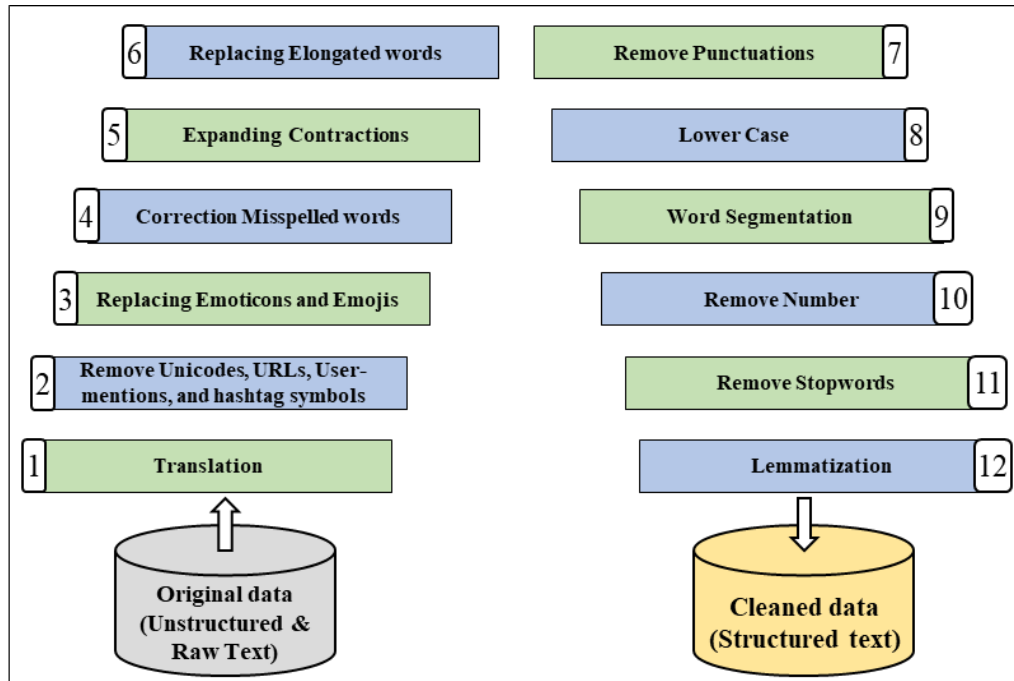 6
Replacing Elongated words
Remove Punctuations
7
5
Expanding Contractions
Lower Case
8
4
Correction Misspelled words
Word Segmentation
9
3
Replacing Emoticons and Emojis
Remove Number
10
2
Remove Unicodes, URLs, User-
mentions, and hashtag symbols
Remove Stopwords
11
1
Translation
Lemmatization
12
Original data
(Unstructured &
Raw Text)
Cleaned data
(Structured text)